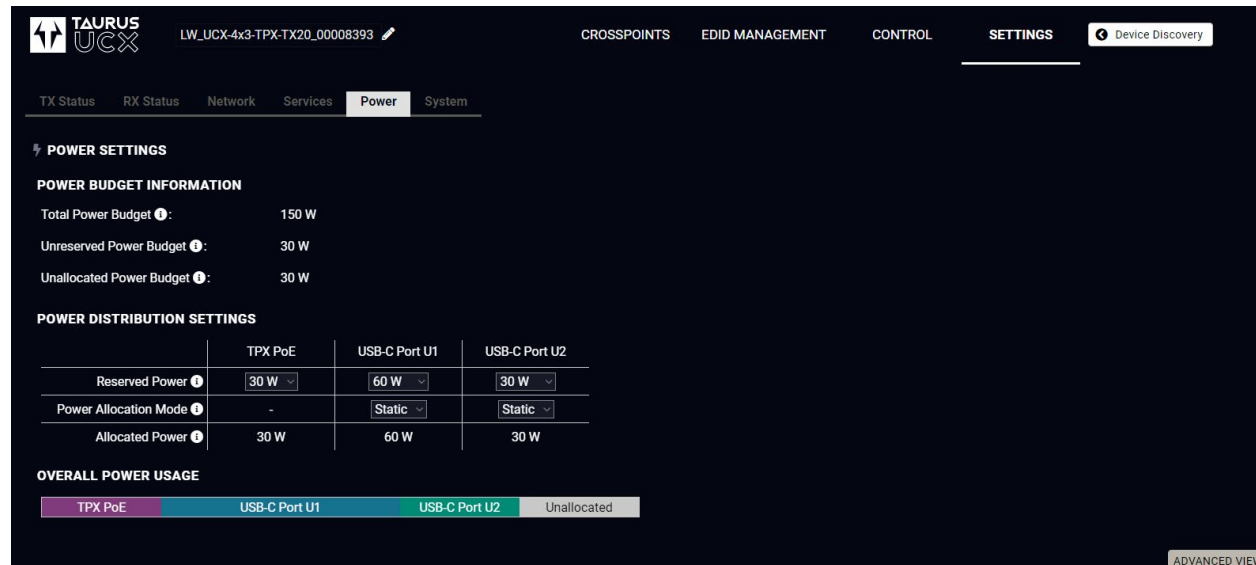 TAURUS
UCX
LW_UCX-4x3-TPX-TX20_00008393 CROSSPOINTS EDID MANAGEMENT CONTROL SETTINGS Device Discovery
TX Status RX Status Network Services Power System
POWER SETTINGS
POWER BUDGET INFORMATION
Total Power Budget : 150 W
Unreserved Power Budget : 30 W
Unallocated Power Budget : 30 W
POWER DISTRIBUTION SETTINGS
TPX PoE USB-C Port U1 USB-C Port U2
Reserved Power 30 W 60 W 30 W
Power Allocation Mode - Static Static
Allocated Power 30 W 60 W 30 W
OVERALL POWER USAGE
TPX PoE USB-C Port U1 USB-C Port U2 Unallocated
ADVANCED VIE